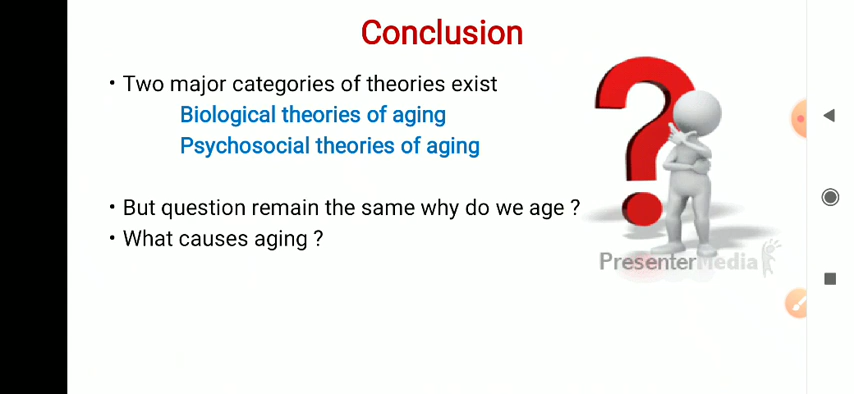 Conclusion
• Two major categories of theories exist
Biological theories of aging
Psychosocial theories of aging
• But question remain the same why do we age ?
• What causes aging ?
PresenterMedia